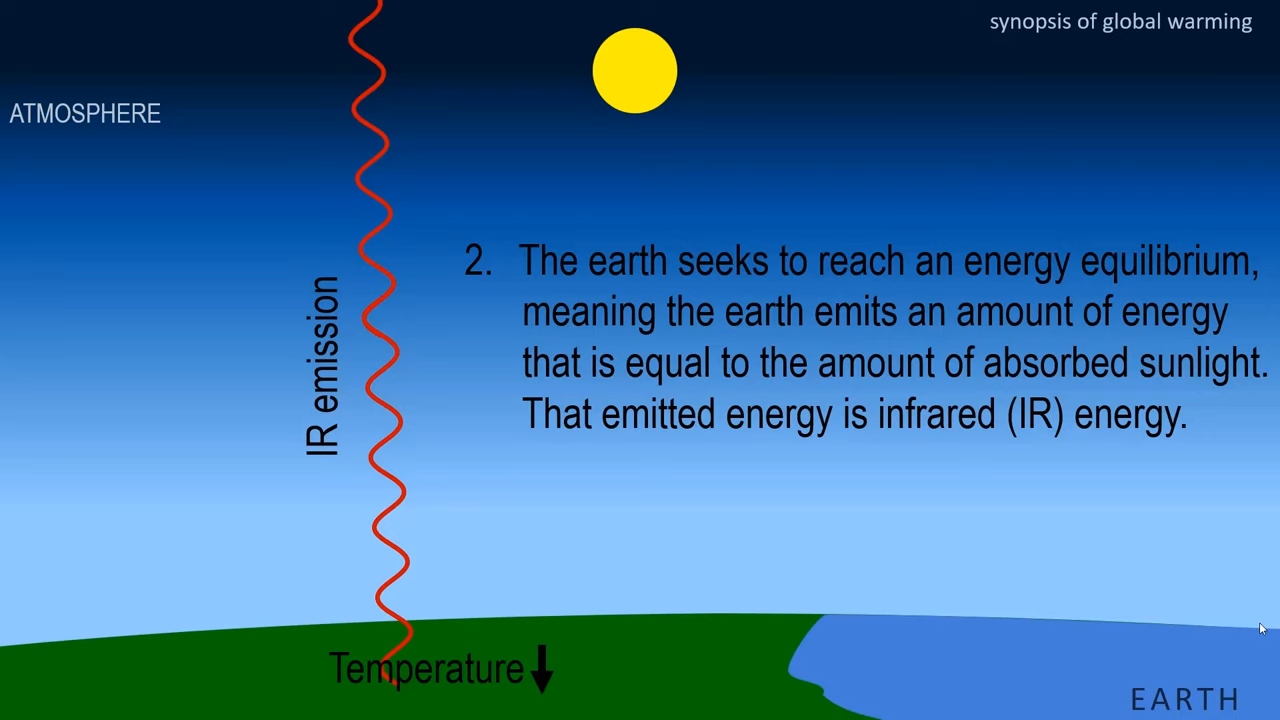 synopsis of global warming
ATMOSPHERE
2. The earth seeks to reach an energy equilibrium,
meaning the earth emits an amount of energy
that is equal to the amount of absorbed sunlight.
That emitted energy is infrared (IR) energy.
IR emission
Temperature
EARTH